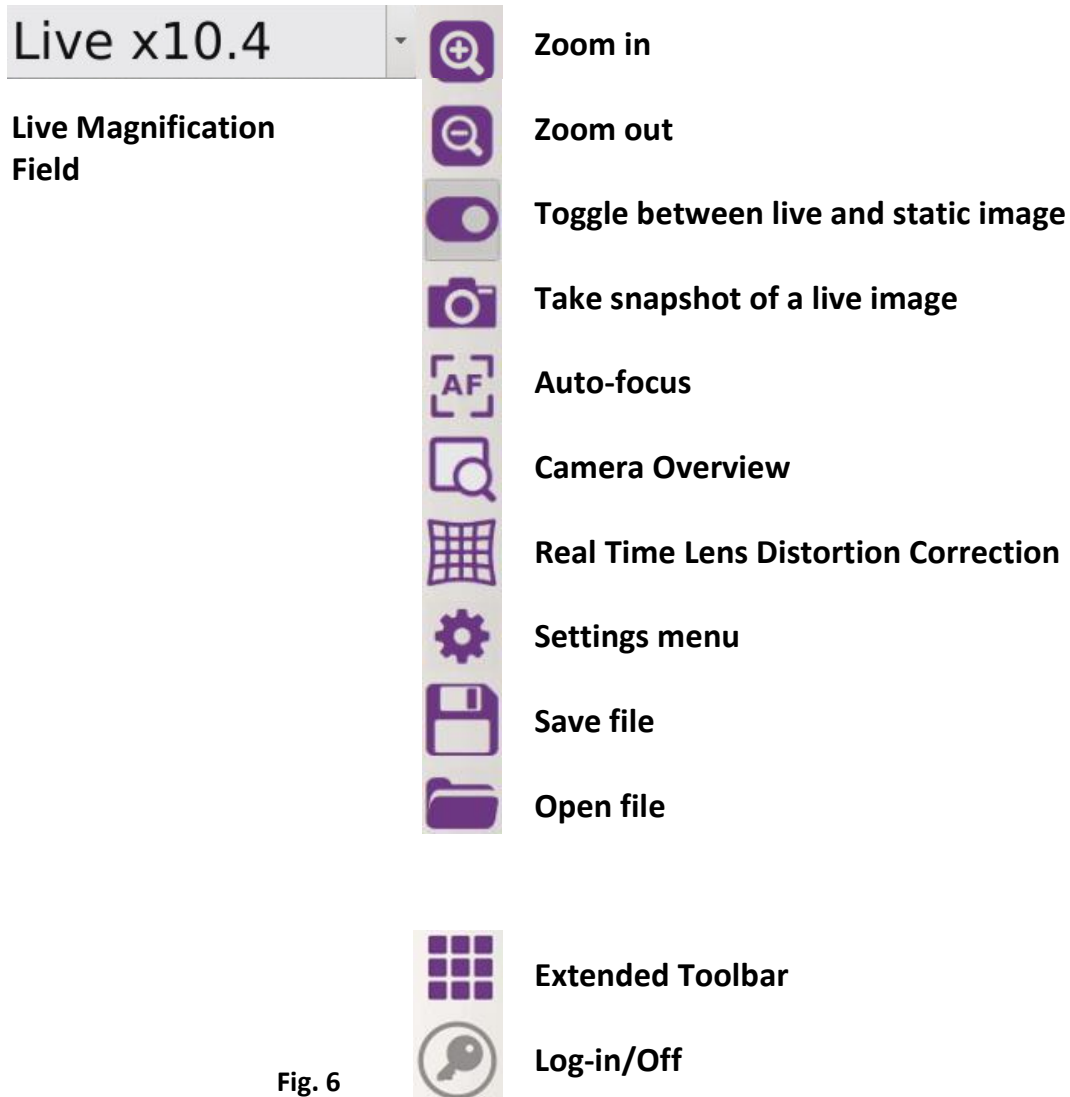 Live x10.4
Zoom in
Live Magnification
Field
Zoom out
Toggle between live and static image
Take snapshot of a live image
AF
Auto-focus
Camera Overview
Real Time Lens Distortion Correction
Settings menu
Save file
Open file
Extended Toolbar
Log-in/Off
Fig. 6